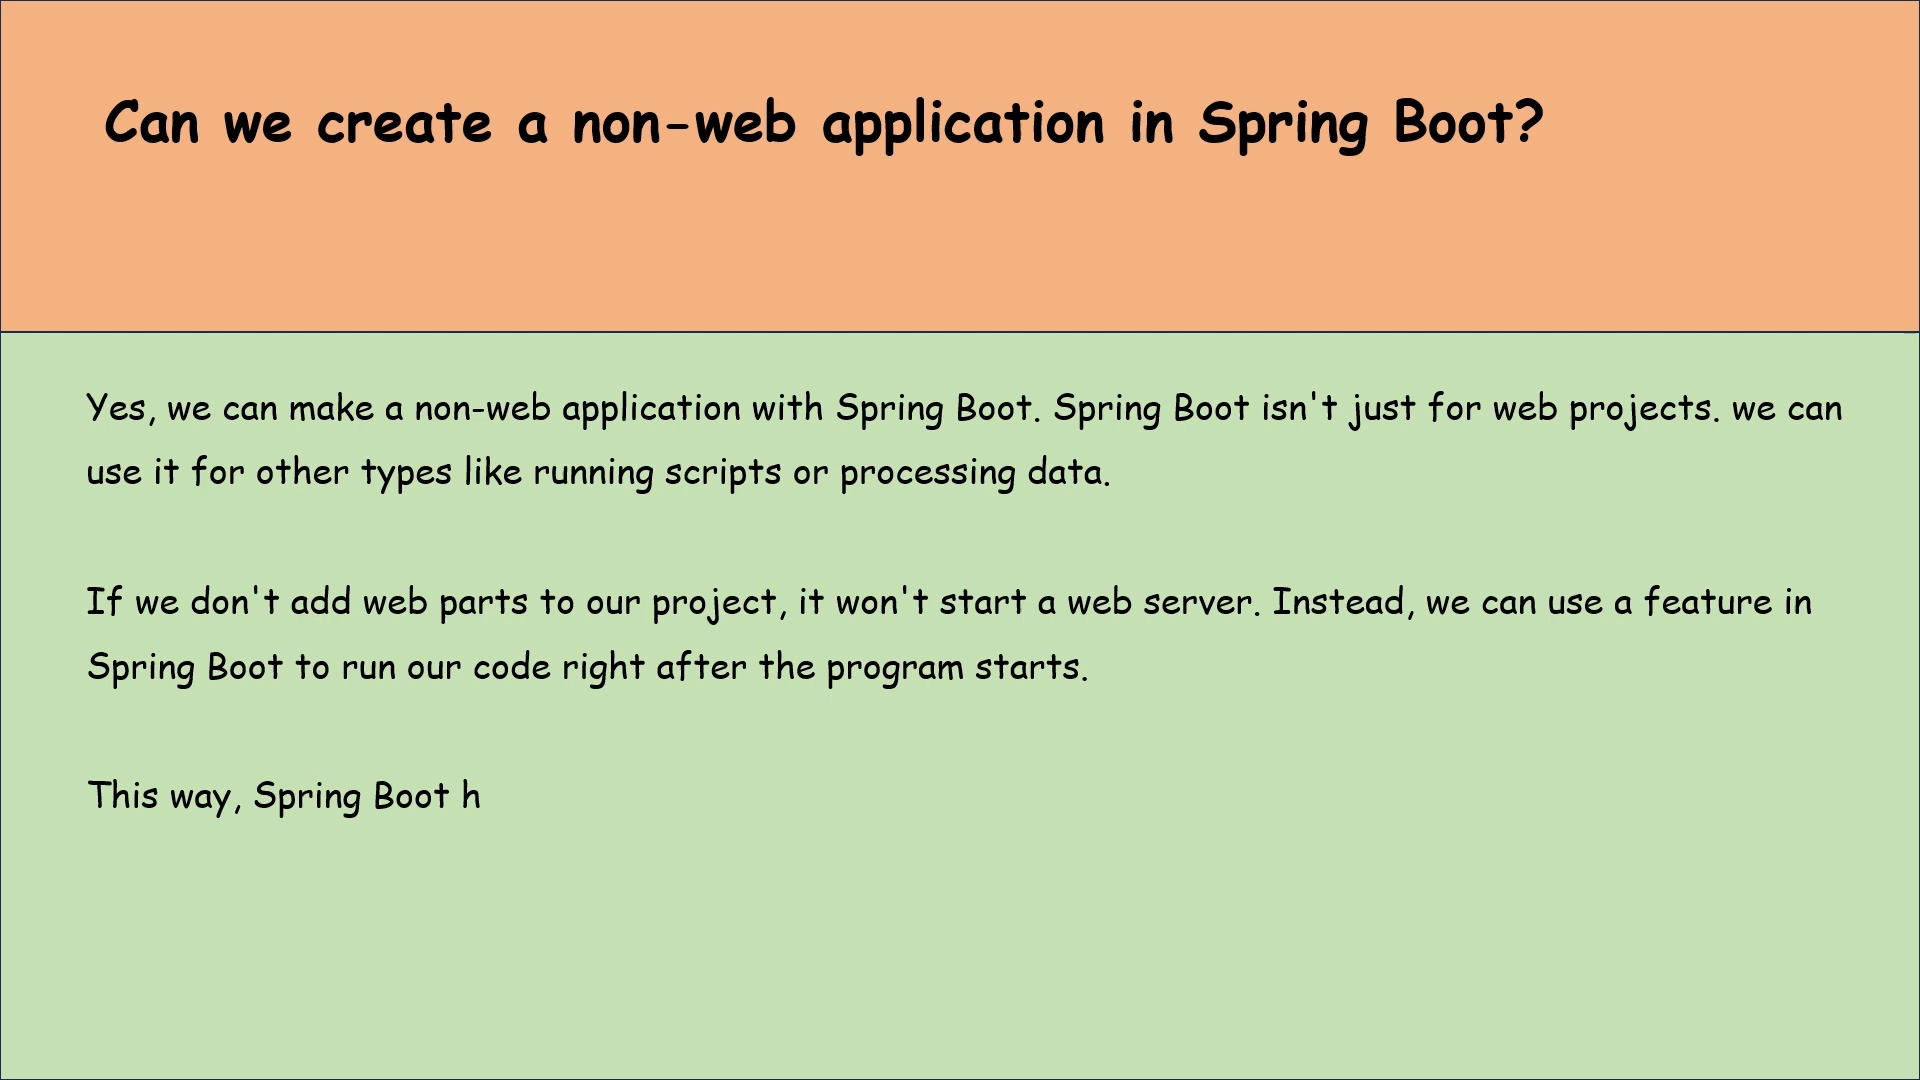 Can we create a non-web application in Spring Boot?
Yes, we can make a non-web application with Spring Boot. Spring Boot isn't just for web projects. we can
use it for other types like running scripts or processing data.
If we don't add web parts to our project, it won't start a web server. Instead, we can use a feature in
Spring Boot to run our code right after the program starts.
This way, Spring Boot h